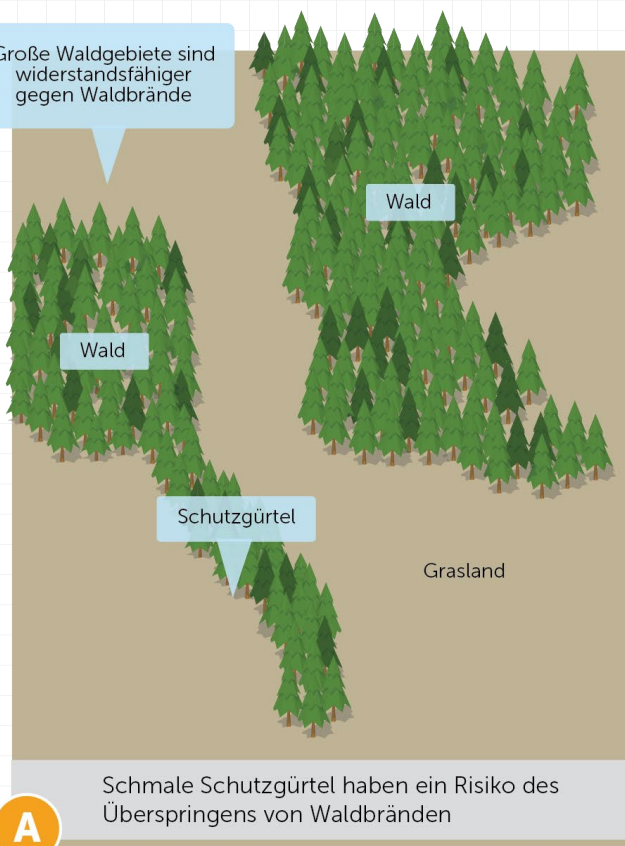 Große Waldgebiete sind
widerstandsfähiger
gegen Waldbrände
Wald
Wald
Schutzgürtel
Grasland
Schmale Schutzgürtel haben ein Risiko des
Überspringens von Waldbränden
A